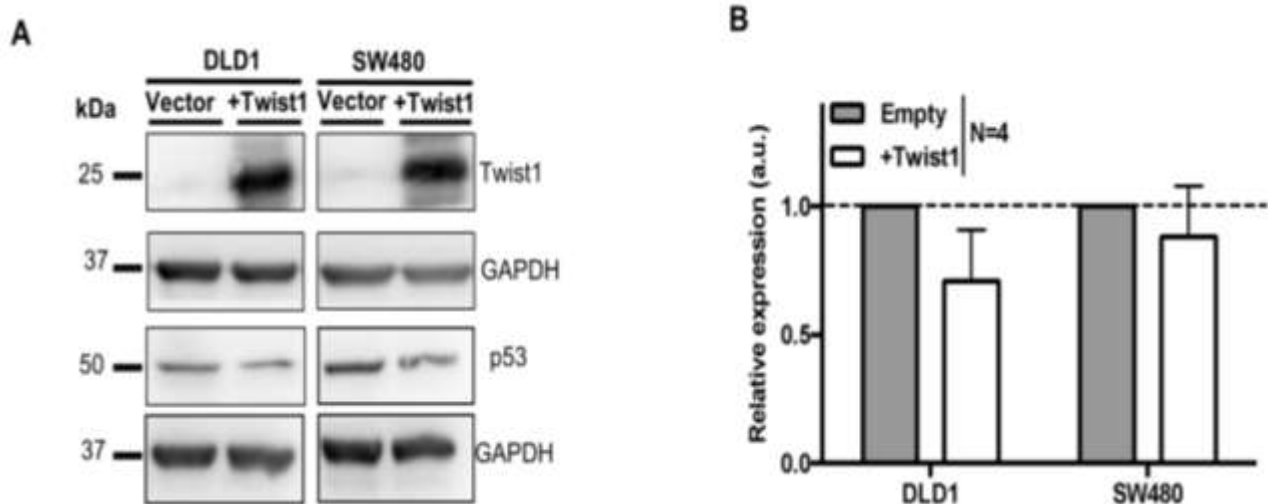 A
DLD1 SW480
kDa Vector +Twist1 Vector +Twist1
25 Twist1
37 GAPDH
50 p53
37 GAPDH
B
Empty
+Twist1
N=4
Relative expression (a.u.)
1.0
0.5
0.0
DLD1 SW480